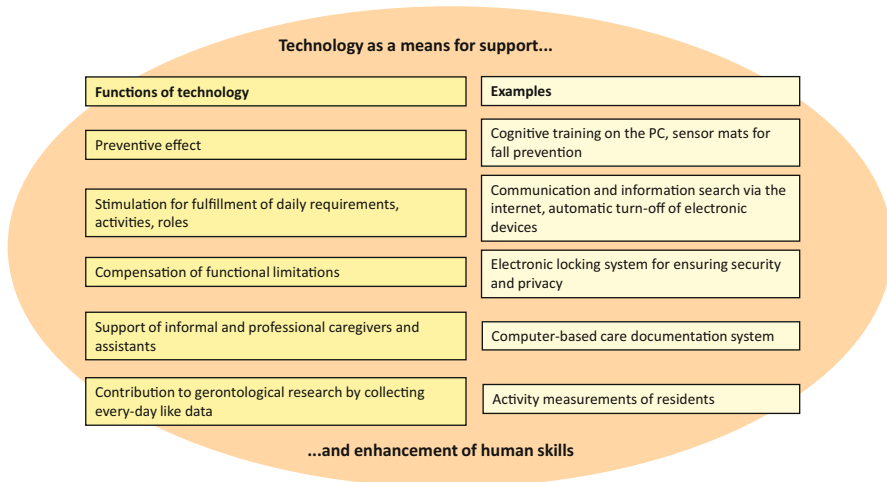 Technology as a means for support...
Functions of technology
Examples
Preventive effect
Cognitive training on the PC, sensor mats for
fall prevention
Stimulation for fulfillment of daily requirements,
activities, roles
Communication and information search via the
internet, automatic turn-off of electronic
devices
Compensation of functional limitations
Electronic locking system for ensuring security
and privacy
Support of informal and professional caregivers and
assistants
Computer-based care documentation system
Contribution to gerontological research by collecting
every-day like data
Activity measurements of residents
...and enhancement of human skills